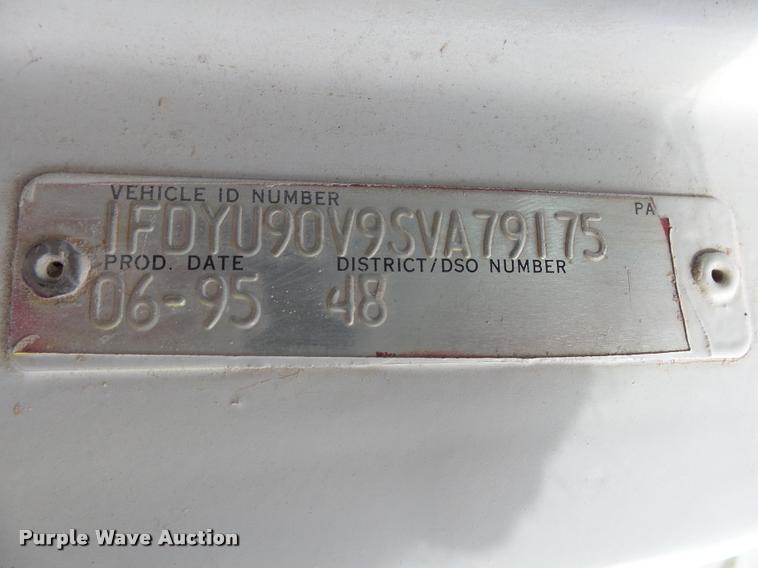 VEHICLE ID NUMBER PA
1FDYU90V9SVA79175
PROD. DATE DISTRICT/DSO NUMBER
06-95 48
Purple Wave Auction